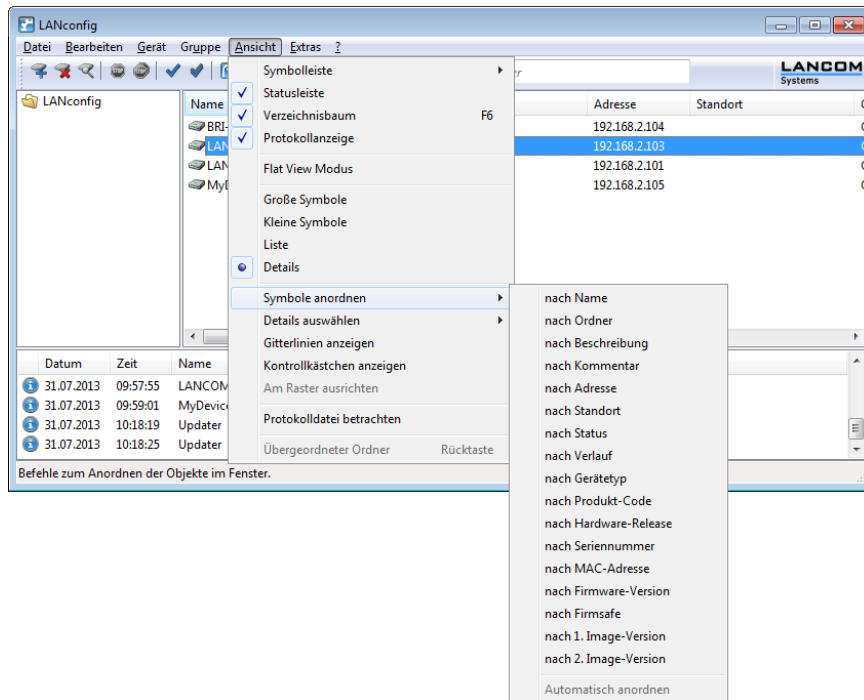 LANconfig
Datei Bearbeiten Gerät Gruppe Ansicht Extras ?
LANCOM
Systems
LANconfig
Name Adresse Standort
BRI- 192.168.2.104
LAN 192.168.2.103
LAN 192.168.2.101
MyD 192.168.2.105
Symbolleiste
Statusleiste
Verzeichnisbaum F6
Protokollanzeige
Flat View Modus
Große Symbole
Kleine Symbole
Liste
Details
Symbole anordnen
Details auswählen
Gitterlinien anzeigen
Kontrollkästchen anzeigen
Am Raster ausrichten
Protokolldatei betrachten
Übergeordneter Ordner Rücktaste
nach Name
nach Ordner
nach Beschreibung
nach Kommentar
nach Adresse
nach Standort
nach Status
nach Verlauf
nach Gerätetyp
nach Produkt-Code
nach Hardware-Release
nach Seriennummer
nach MAC-Adresse
nach Firmware-Version
nach Firmsafe
nach 1. Image-Version
nach 2. Image-Version
Automatisch anordnen
Datum Zeit Name
31.07.2013 09:57:55 LANCOM
31.07.2013 09:59:01 MyDevic
31.07.2013 10:18:19 Updater
31.07.2013 10:18:25 Updater
Befehle zum Anordnen der Objekte im Fenster.